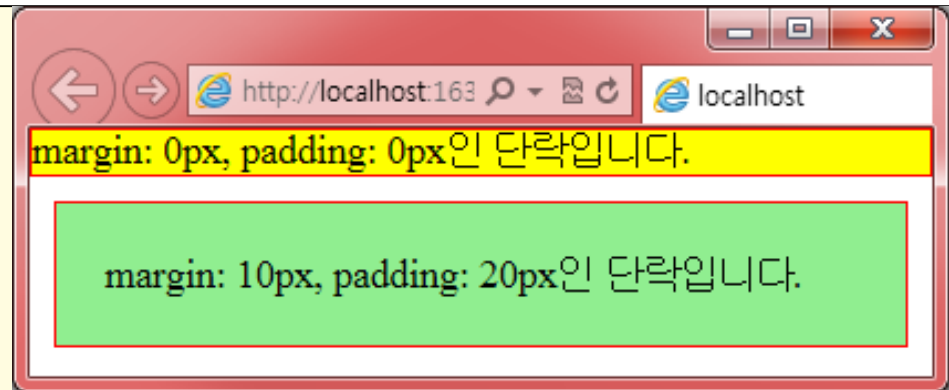 http://localhost:163
localhost
margin: 0px, padding: 0px인 단락입니다.
margin: 10px, padding: 20px인 단락입니다.